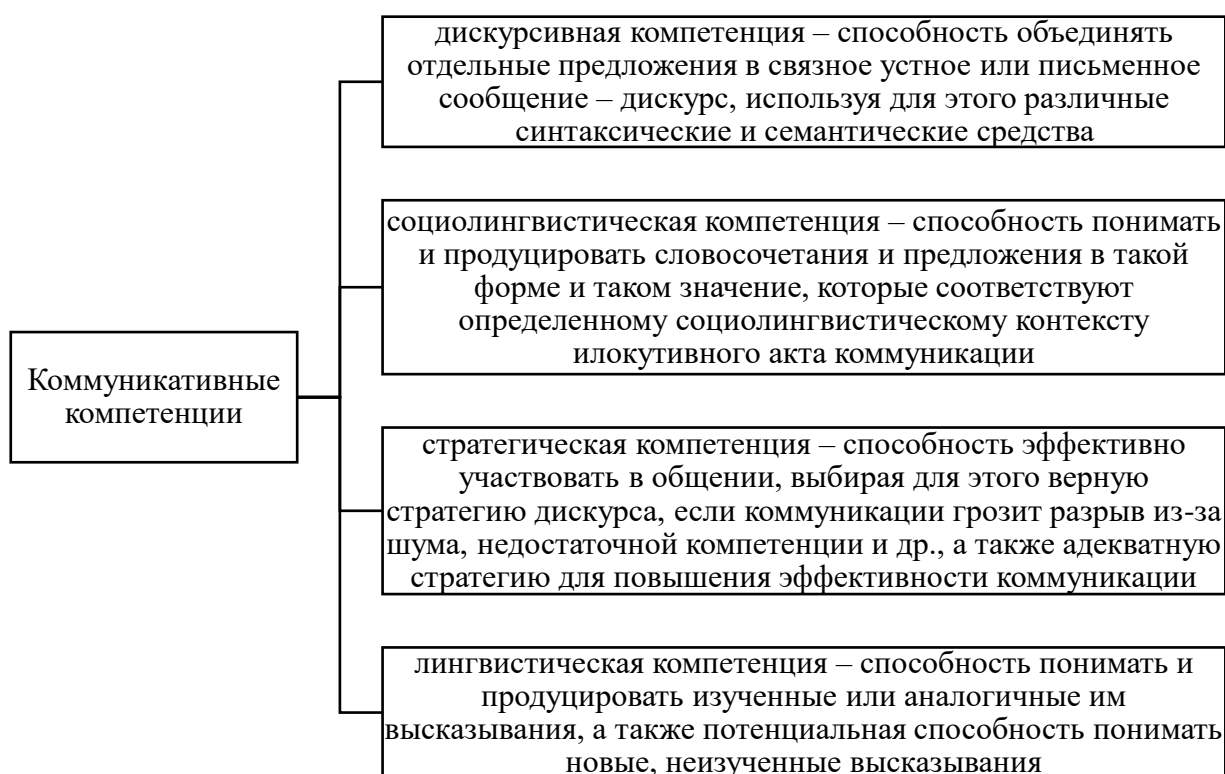 дискурсивная компетенция – способность объединять
отдельные предложения в связное устное или письменное
сообщение – дискурс, используя для этого различные
синтаксические и семантические средства
социолингвистическая компетенция – способность понимать
и продуцировать словосочетания и предложения в такой
форме и таком значение, которые соответствуют
определенному социолингвистическому контексту
илокутивного акта коммуникации
Коммуникативные
компетенции
стратегическая компетенция – способность эффективно
участвовать в общении, выбирая для этого верную
стратегию дискурса, если коммуникации грозит разрыв из-за
шума, недостаточной компетенции и др., а также адекватную
стратегию для повышения эффективности коммуникации
лингвистическая компетенция – способность понимать и
продуцировать изученные или аналогичные им
высказывания, а также потенциальная способность понимать
новые, неизученные высказывания